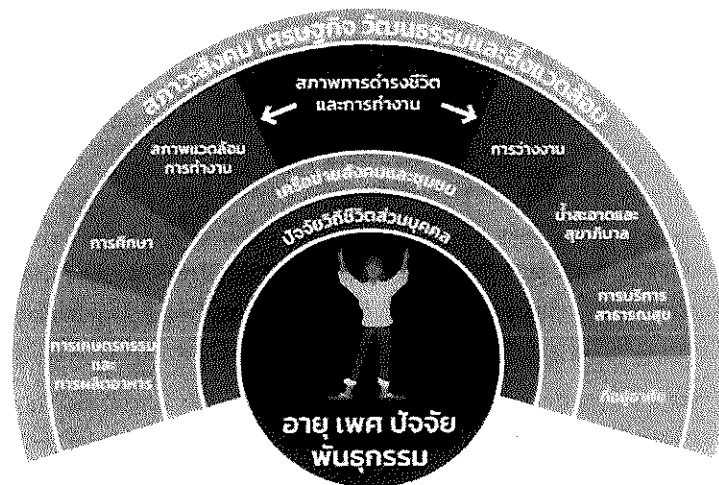 สภาวะสังคม เศรษฐกิจ วัฒนธรรมและสิ่งแวดล้อม
สภาพการดำรงชีวิต
และการทำงาน
สภาพแวดล้อม
การทำงาน
การว่างงาน
เครือข่ายสังคมและชุมชน
ปัจจัยวิถีชีวิตส่วนบุคคล
การศึกษา
น้ำสะอาดและ
สุขาภิบาล
การบริการ
สาธารณสุข
การเกษตรกรรม
และ
การผลิตอาหาร
ที่อยู่อาศัย
อายุ เพศ ปัจจัย
พันธุกรรม